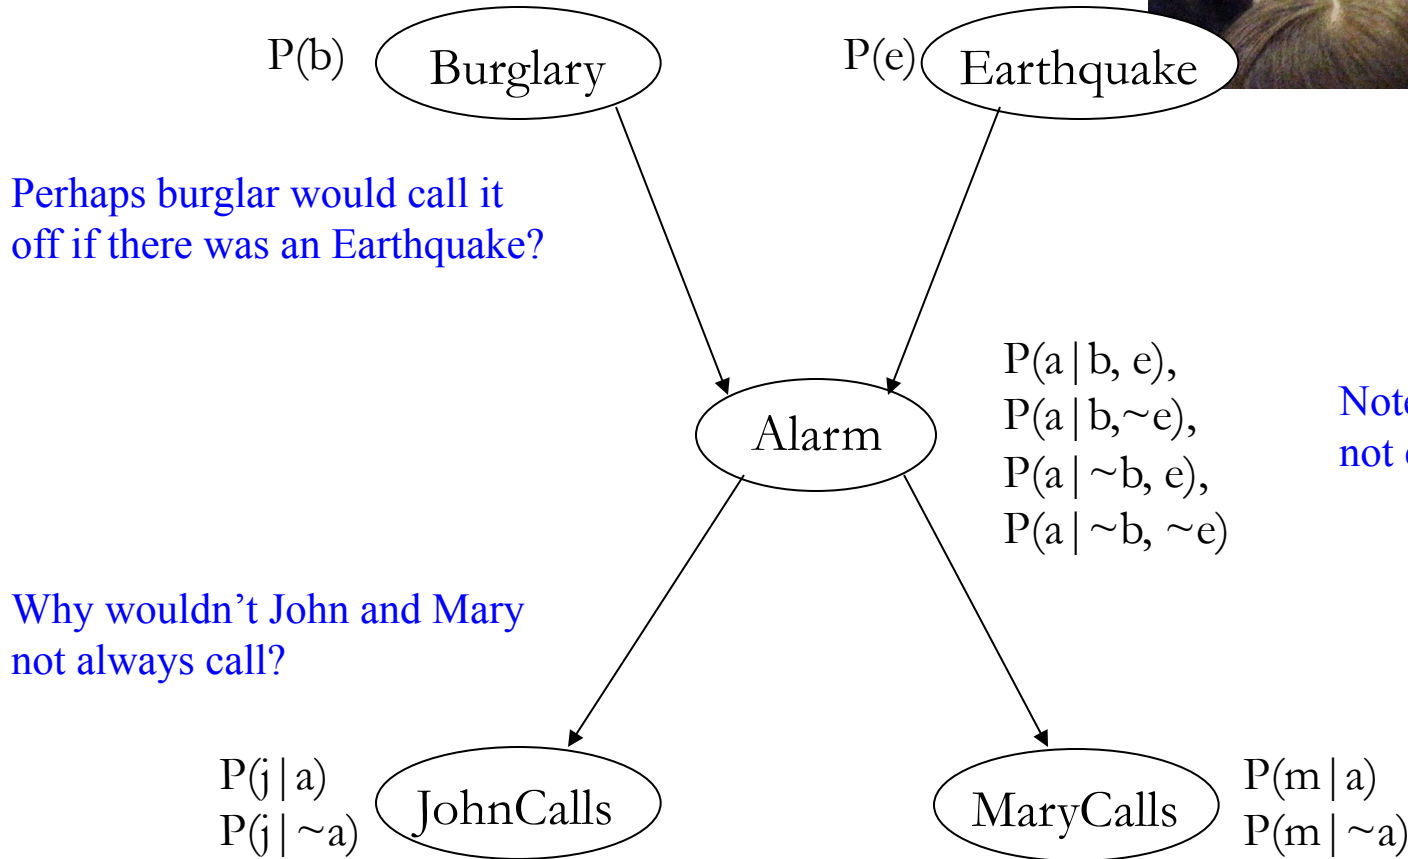 P(b)
Burglary
P(e)
Earthquake
Perhaps burglar would call it
off if there was an Earthquake?
Alarm
P(a|b, e),
P(a|b,~e),
P(a|~b, e),
P(a|~b, ~e)
not
Why wouldn’t John and Mary
not always call?
P(j|a)
P(j|~a)
JohnCalls
MaryCalls
P(m|a)
P(m|~a)